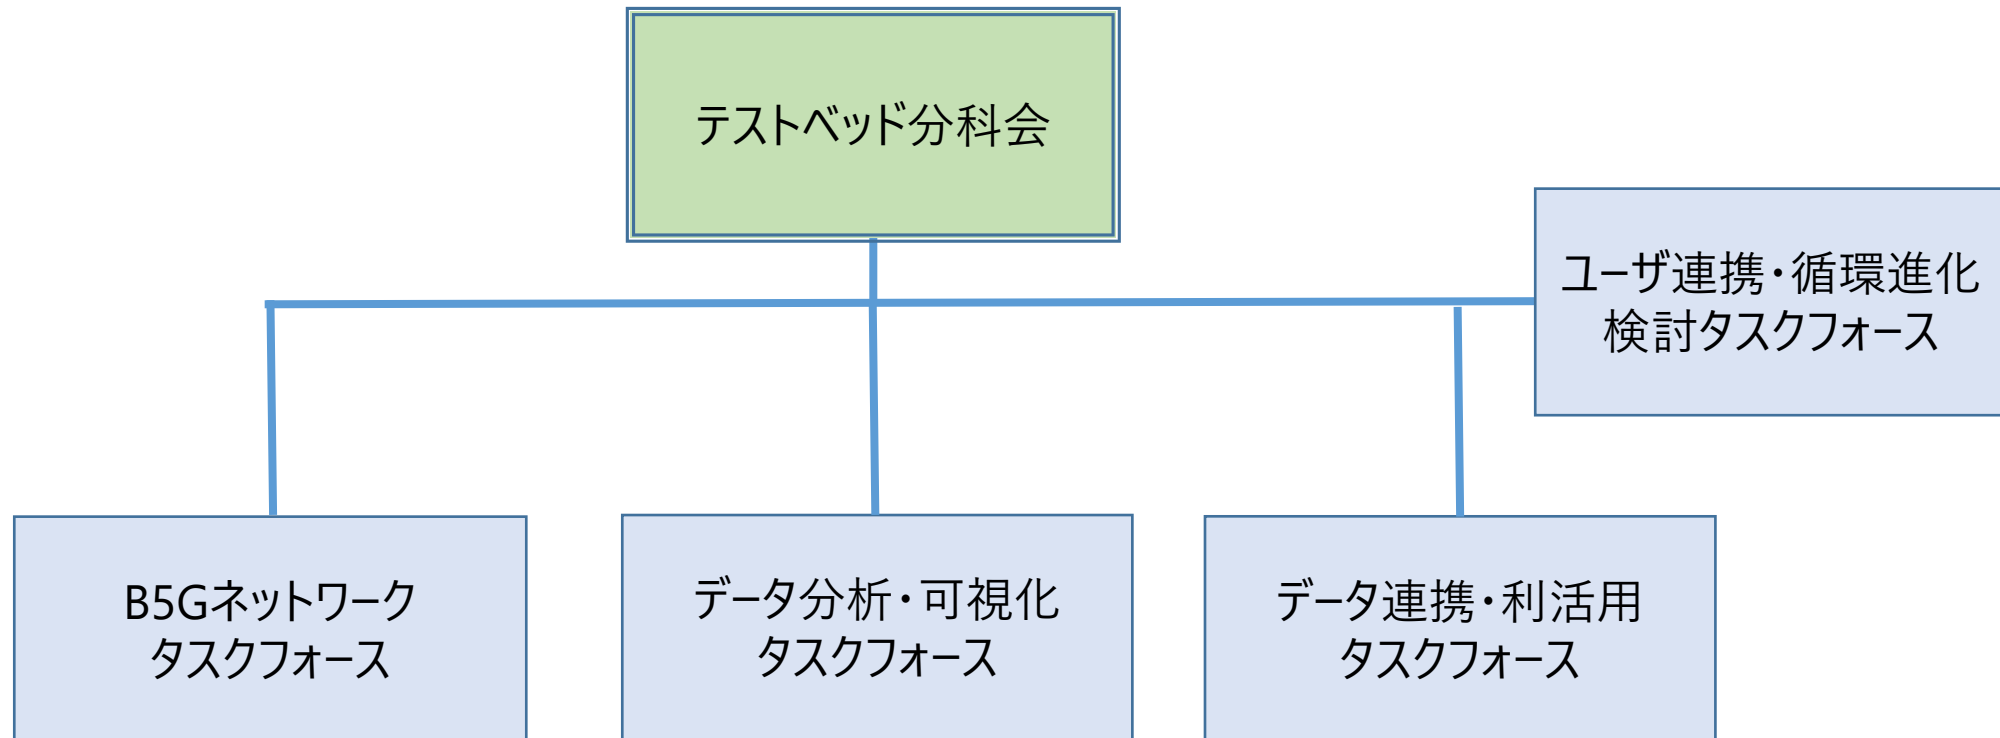 テストベッド分科会
ユーザ連携・循環進化
検討タスクフォース
B5Gネットワーク
タスクフォース
データ分析・可視化
タスクフォース
データ連携・利活用
タスクフォース